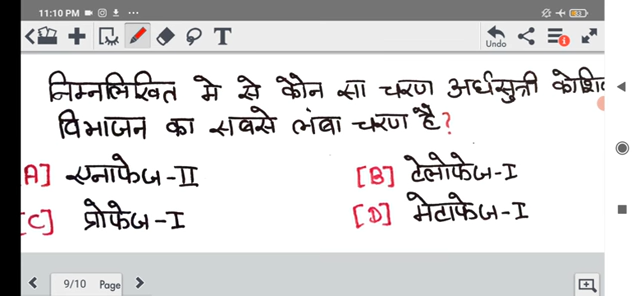 11:10 PM
Undo
निम्नलिखित मे से कौन सा चरण अर्धसुत्री
विभाजन का सबसे लंबा चरण है?
A] एनाफेज-II [B] टेलोफेज-I
[C] प्रोफेज-I [D] मेटाफेज-I
9/10 Page